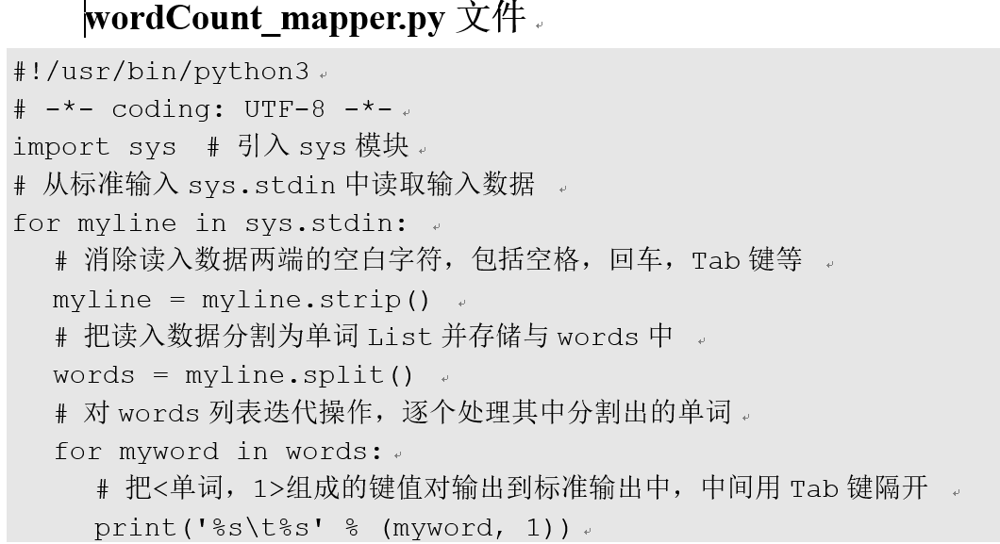 wordCount_mapper.py 文件
#!/usr/bin/python3
# -*- coding: UTF-8 -*-
import sys  # 引入 sys 模块
# 从标准输入 sys.stdin 中读取输入数据
for myline in sys.stdin:
    # 消除读入数据两端的空白字符，包括空格，回车，Tab 键等
    myline = myline.strip()
    # 把读入数据分割为单词 List 并存储与 words 中
    words = myline.split()
    # 对 words 列表迭代操作，逐个处理其中分割出的单词
    for myword in words:
        # 把<单词，1>组成的键值对输出到标准输出中，中间用 Tab 键隔开
        print('%s\t%s' % (myword, 1))